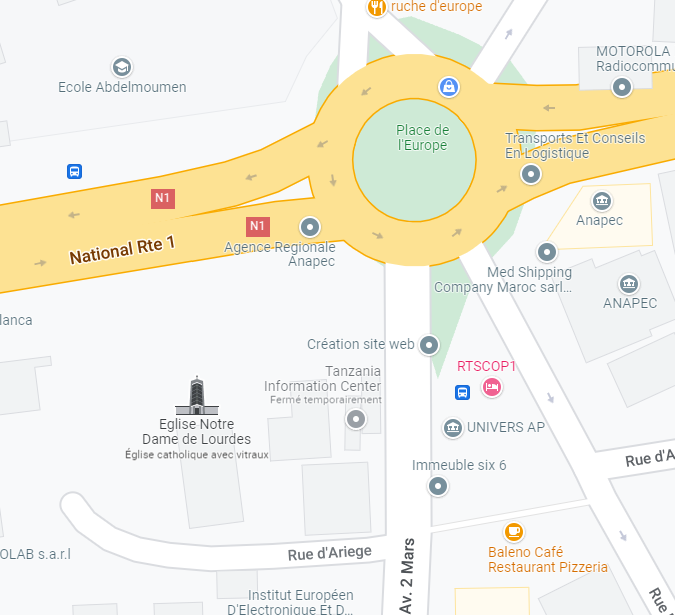 ruche d'europe
MOTOROLA
Radiocommu
Ecole Abdelmoumen
Place de
l'Europe
Transports Et Conseils
En Logistique
N1
N1
National Rte 1
Agence Regionale
Anapec
Anapec
Med Shipping
Company Maroc sarl...
ANAPEC
lanca
Création site web
RTSCOP1
Tanzania
Information Center
Fermé temporairement
Eglise Notre
Dame de Lourdes
Église catholique avec vitraux
UNIVERS AP
Immeuble six 6
Rue d'A
OLAB s.a.r.l
Rue d'Ariege
Av. 2 Mars
Baleno Café
Restaurant Pizzeria
Institut Européen
D'Electronique Et D...
Rue